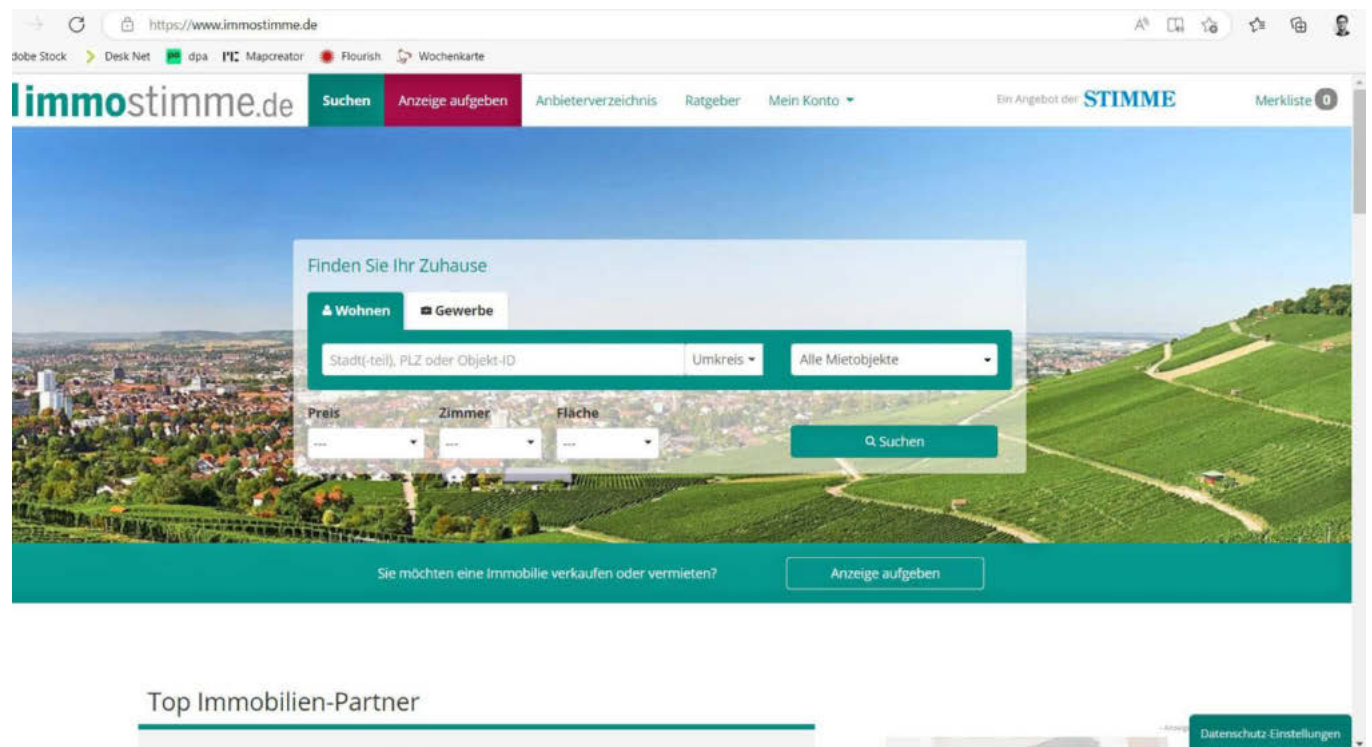 https://www.immostimme.de
dobe Stock Desk Net dpa Mapcreator Flourish Wochenkarte
immostimme.de Suchen Anzeige aufgeben Anbieterverzeichnis Ratgeber Mein Konto Ein Angebot der STIMME Merkliste 0
Finden Sie Ihr Zuhause
Wohnen Gewerbe
Stadt(-teil), PLZ oder Objekt-ID Umkreis Alle Mietobjekte
Preis Zimmer Fläche
--- --- --- Suchen
Sie möchten eine Immobilie verkaufen oder vermieten? Anzeige aufgeben
Top Immobilien-Partner
Datenschutz-Einstellungen